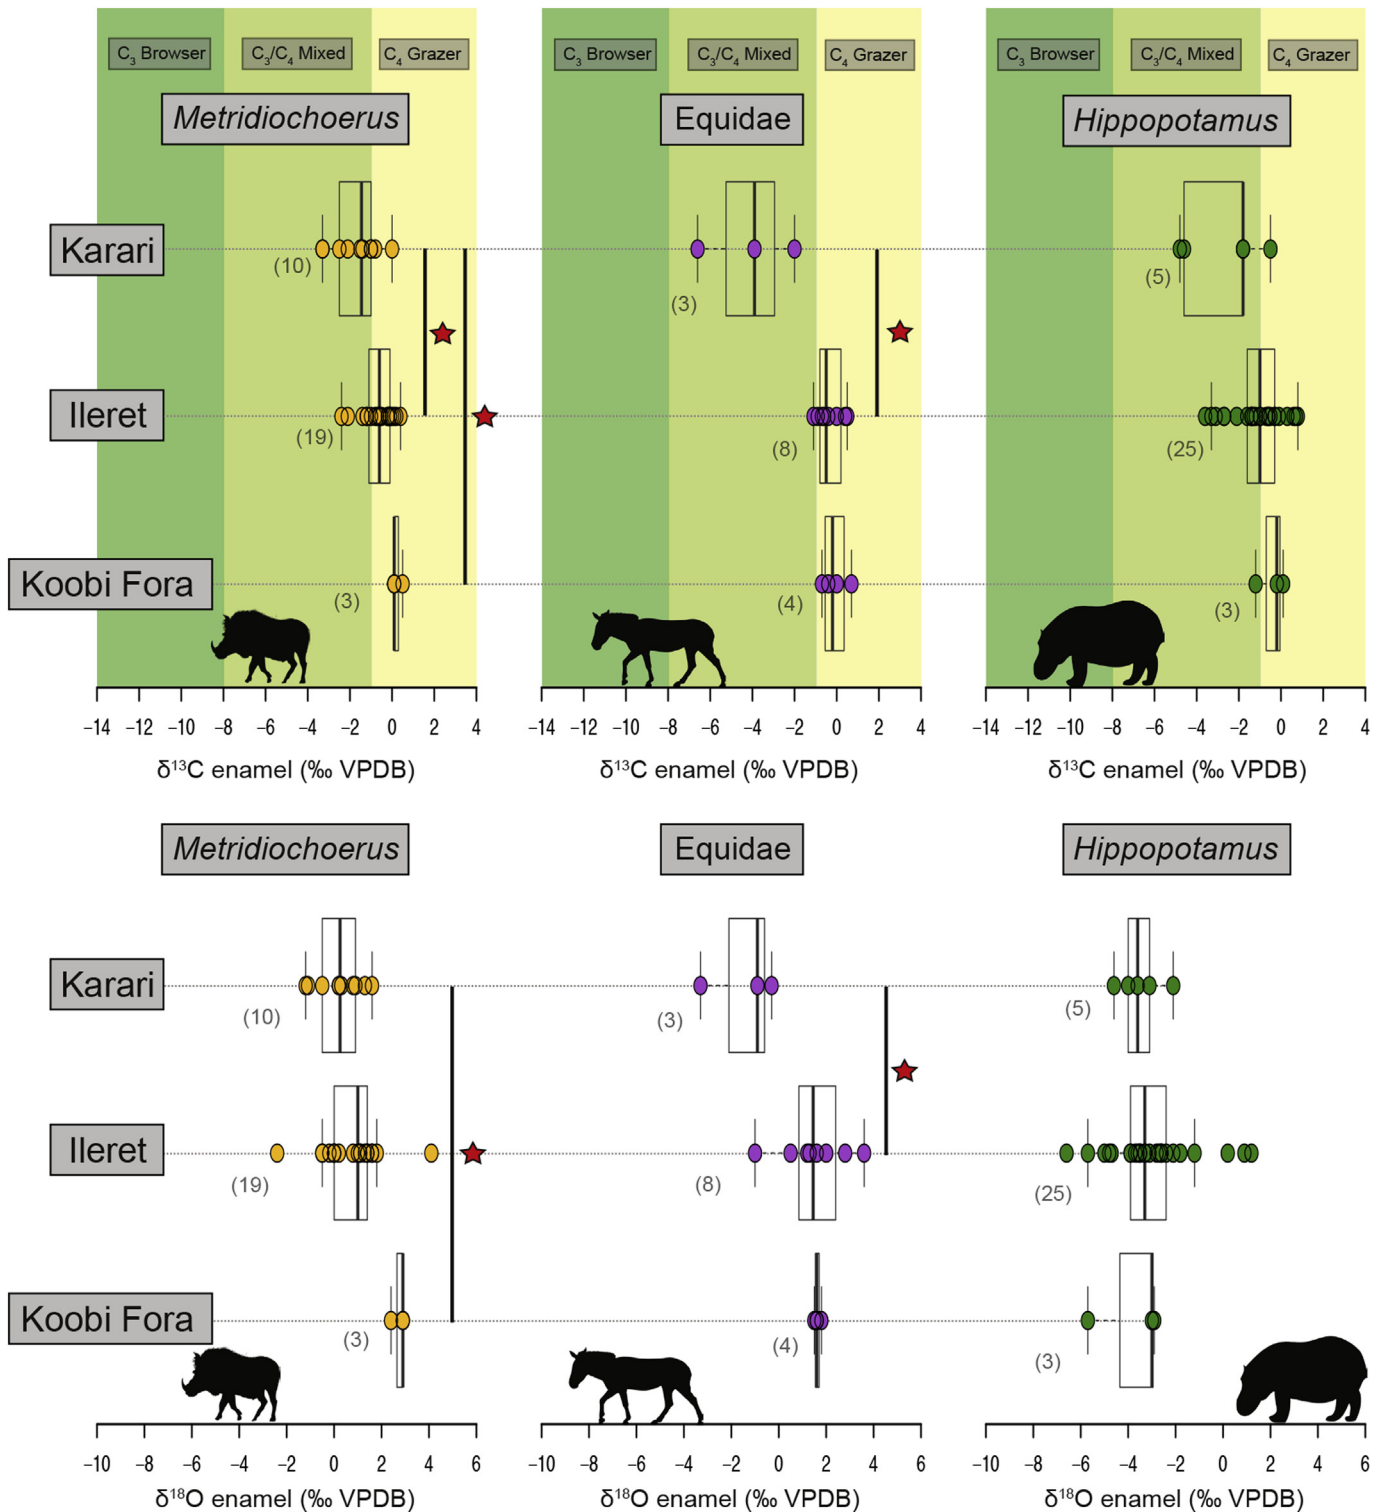 C₃ Browser C₃/C₄ Mixed C₄ Grazer C₃ Browser C₃/C₄ Mixed C₄ Grazer C₃ Browser C₃/C₄ Mixed C₄ Grazer
Metridiochoerus Equidae Hippopotamus
Karari
(10) (3) (5)
Ileret
(19) (8) (25)
Koobi Fora
(3) (4) (3)
−14 −12 −10 −8 −6 −4 −2 0 2 4 −14 −12 −10 −8 −6 −4 −2 0 2 4 −14 −12 −10 −8 −6 −4 −2 0 2 4
δ¹³C enamel (‰ VPDB) δ¹³C enamel (‰ VPDB) δ¹³C enamel (‰ VPDB)
Metridiochoerus Equidae Hippopotamus
Karari
(10) (3) (5)
Ileret
(19) (8) (25)
Koobi Fora
(3) (4) (3)
−10 −8 −6 −4 −2 0 2 4 6 −10 −8 −6 −4 −2 0 2 4 6 −10 −8 −6 −4 −2 0 2 4 6
δ¹⁸O enamel (‰ VPDB) δ¹⁸O enamel (‰ VPDB) δ¹⁸O enamel (‰ VPDB)